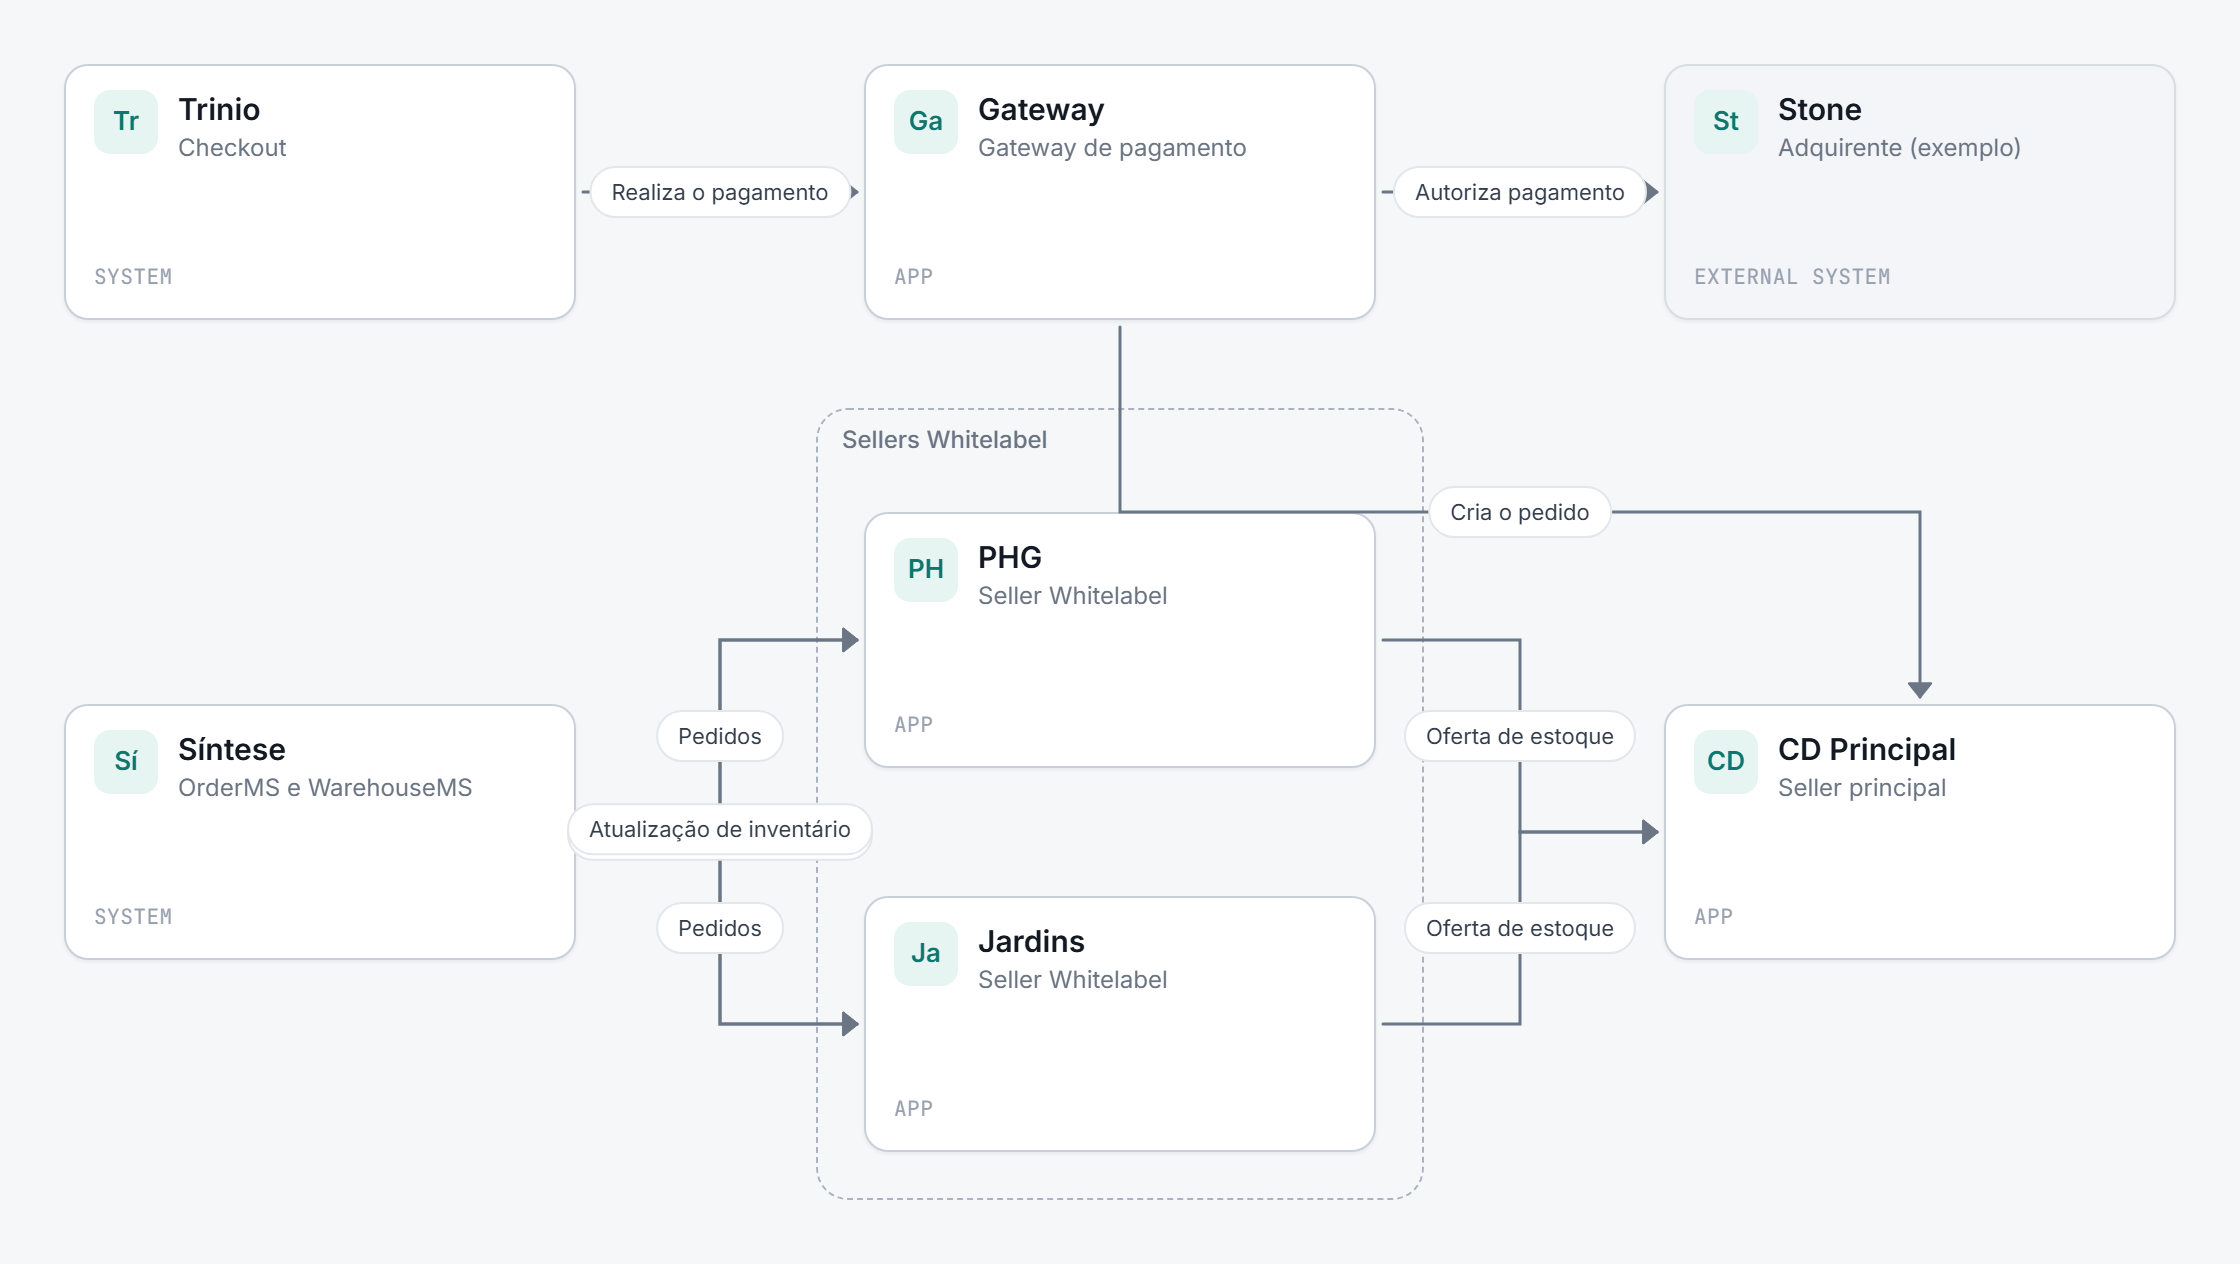 Tr
Trinio
Checkout
SYSTEM
Realiza o pagamento
Ga
Gateway
Gateway de pagamento
APP
Autoriza pagamento
St
Stone
Adquirente (exemplo)
EXTERNAL SYSTEM
Sellers Whitelabel
Cria o pedido
PH
PHG
Seller Whitelabel
APP
Sí
Síntese
OrderMS e WarehouseMS
SYSTEM
Pedidos
Atualização de inventário
Pedidos
Oferta de estoque
Oferta de estoque
CD
CD Principal
Seller principal
APP
Ja
Jardins
Seller Whitelabel
APP